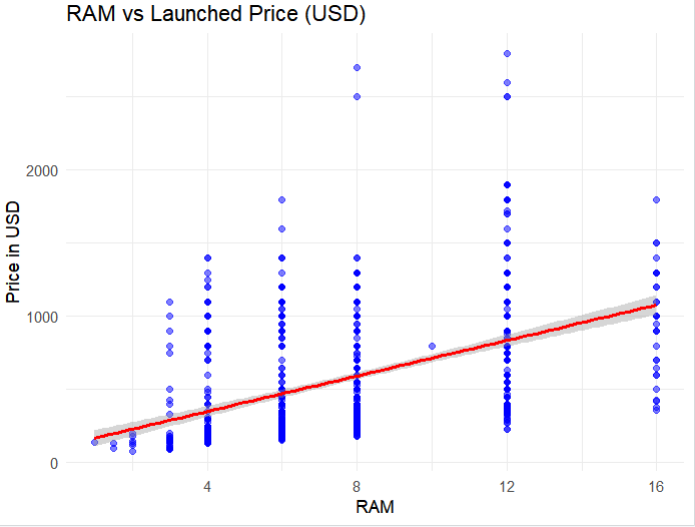 RAM vs Launched Price (USD)
Price in USD
2000
1000
0
4 8 12 16
RAM